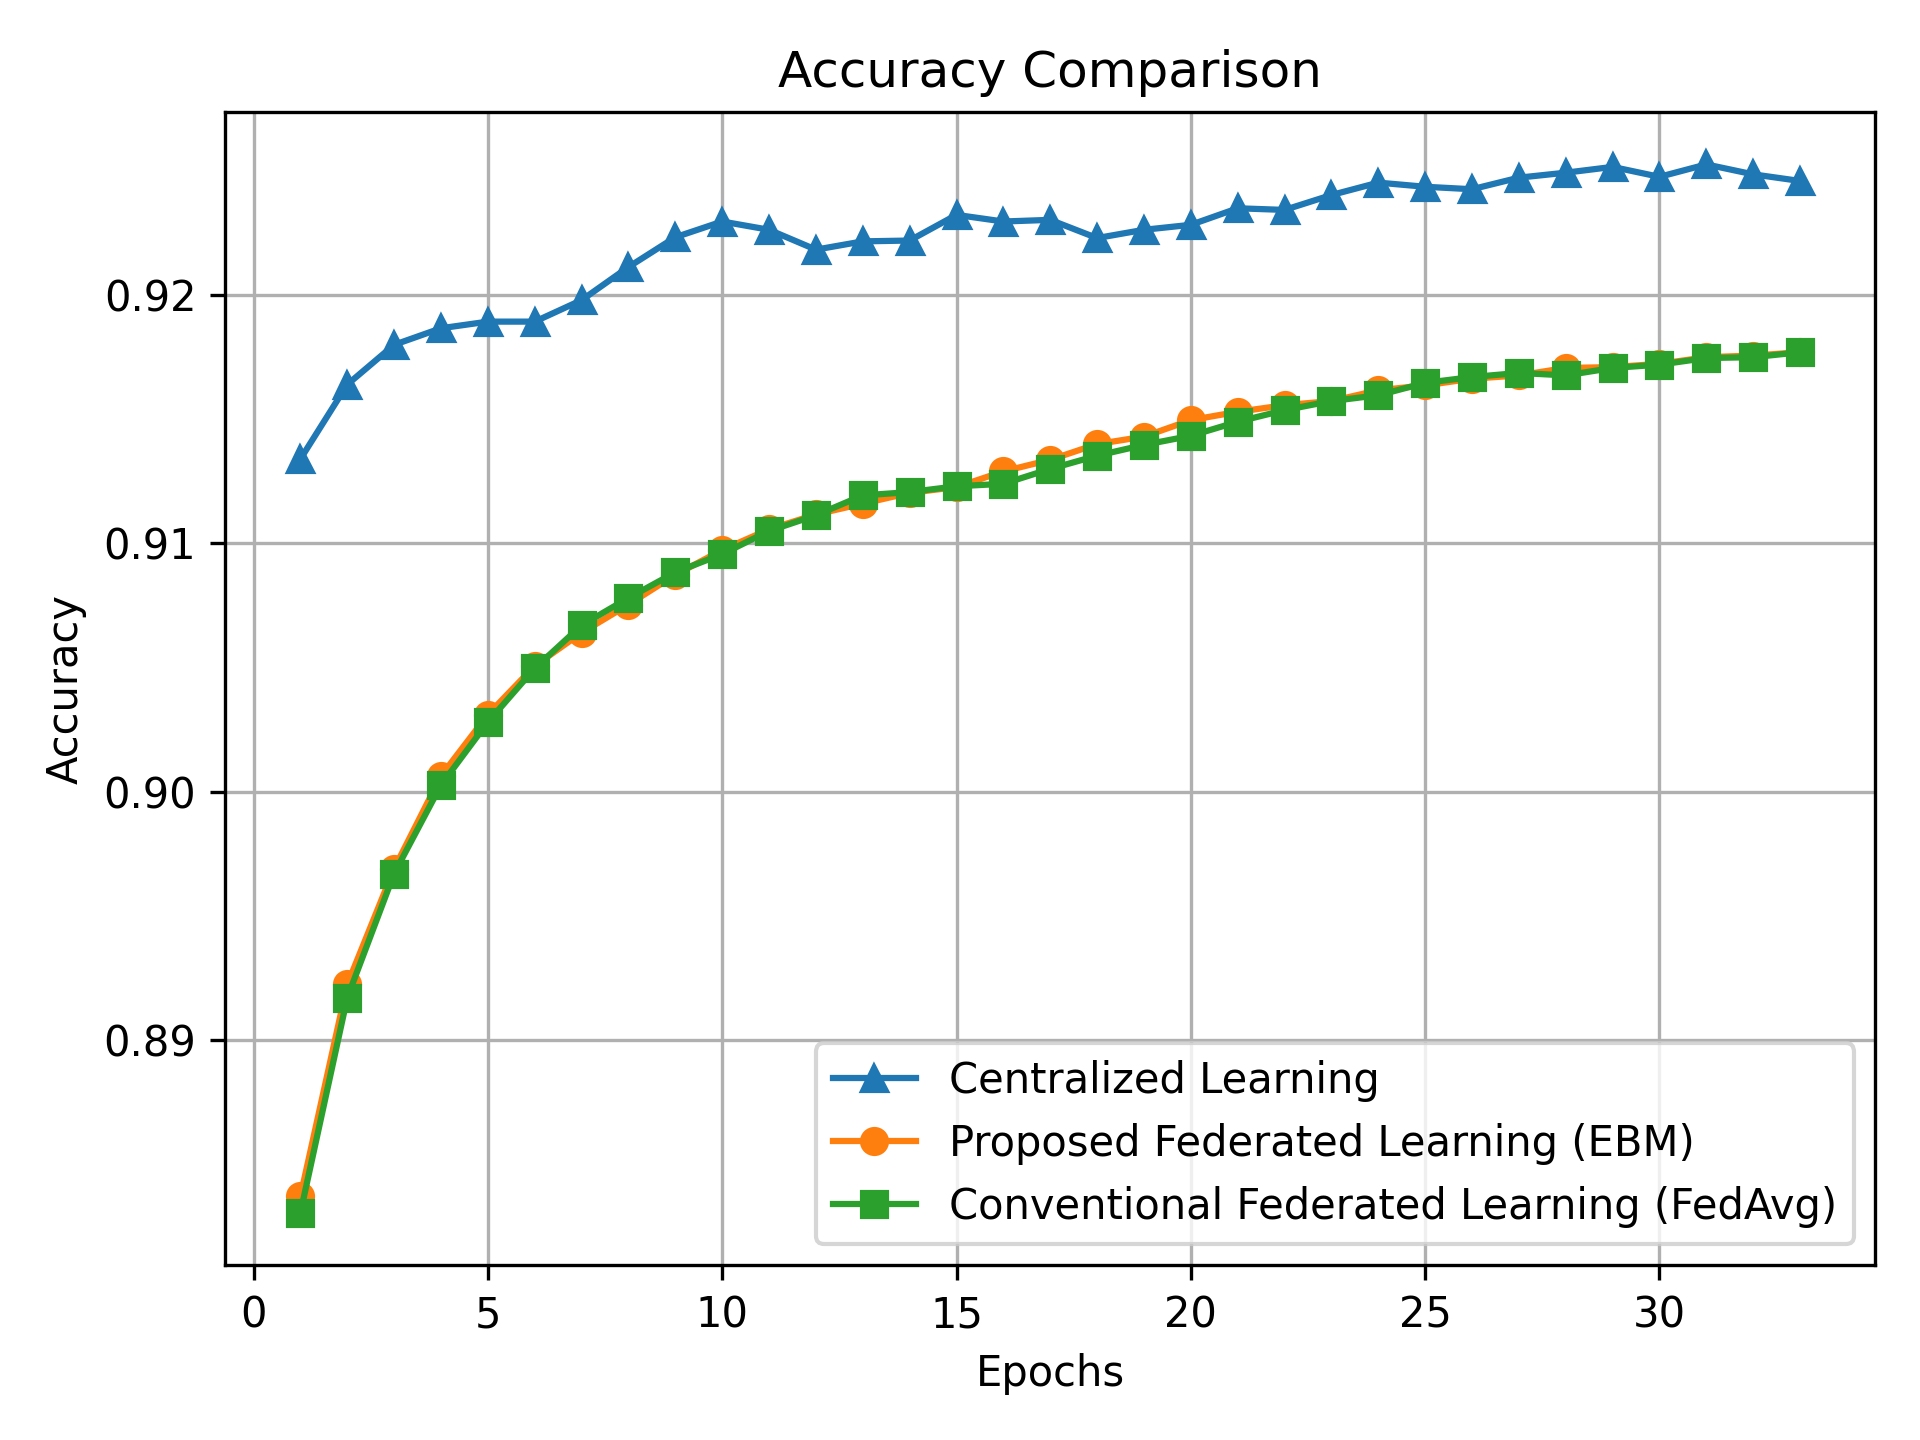 Accuracy Comparison
0.92
0.91
0.90
0.89
Accuracy
Centralized Learning
Proposed Federated Learning (EBM)
Conventional Federated Learning (FedAvg)
0 5 10 15 20 25 30
Epochs